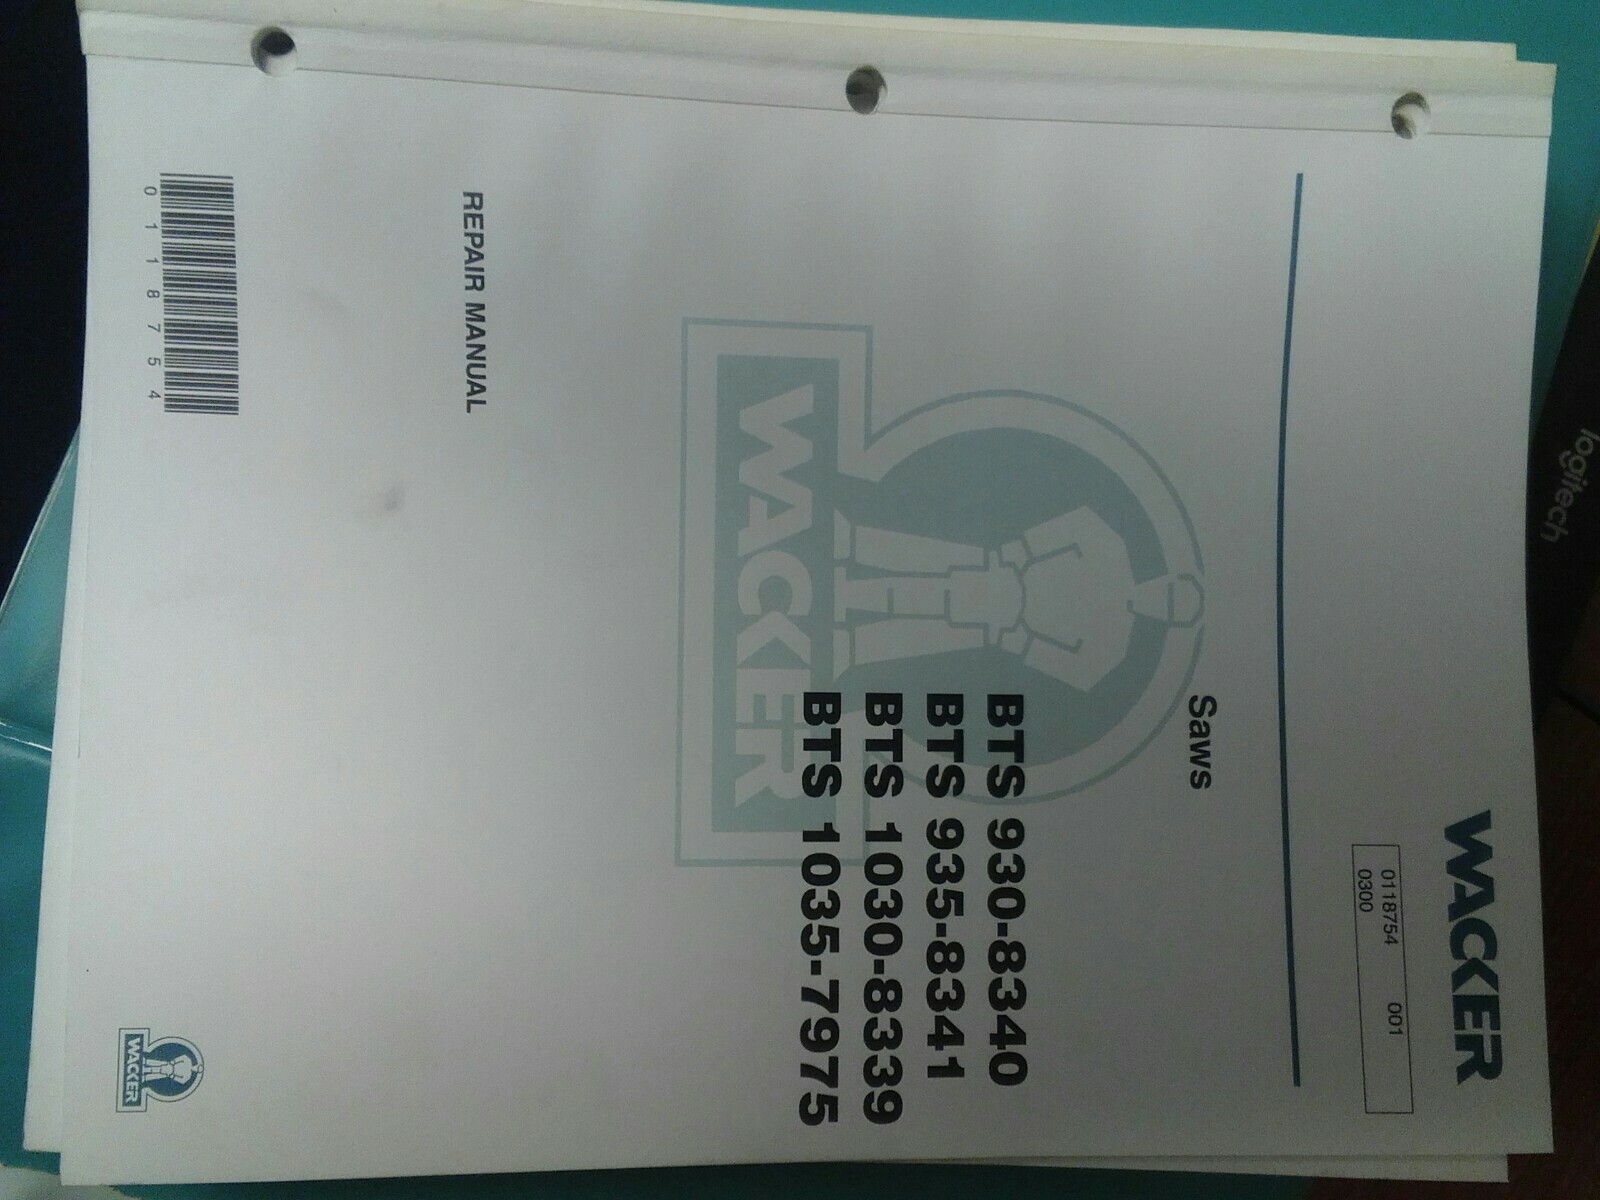 WACKER
0118754 001
0300
Saws
BTS 930-8340
BTS 935-8341
BTS 1030-8339
BTS 1035-7975
WACKER
REPAIR MANUAL
0 1 1 8 7 5 4
WACKER
logitech